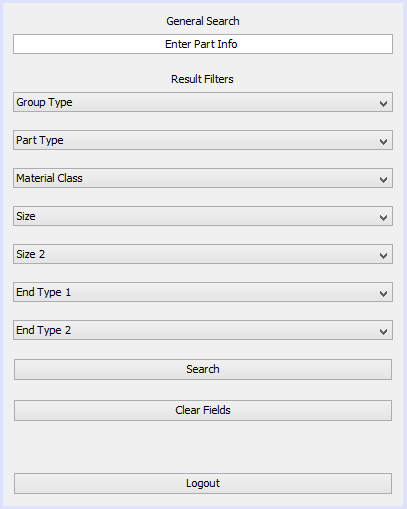 General Search
Enter Part Info
Result Filters
Group Type
Part Type
Material Class
Size
Size 2
End Type 1
End Type 2
Search
Clear Fields
Logout